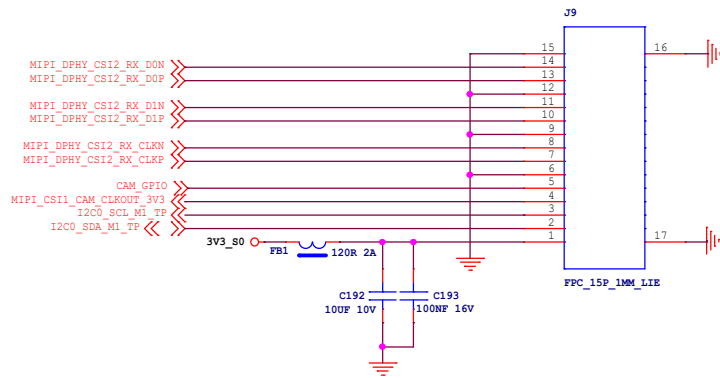 J9
15
16
MIPI_DPHY_CSI2_RX_D0N
14
MIPI_DPHY_CSI2_RX_D0P
13
12
MIPI_DPHY_CSI2_RX_D1N
11
MIPI_DPHY_CSI2_RX_D1P
10
9
MIPI_DPHY_CSI2_RX_CLKN
8
MIPI_DPHY_CSI2_RX_CLKP
7
6
CAM_GPIO
5
MIPI_CSI1_CAM_CLKOUT_3V3
4
I2C0_SCL_M1_TP
3
I2C0_SDA_M1_TP
2
3V3_S0
1
17
FB1
120R 2A
FPC_15P_1MM_LIE
C192
C193
10UF 10V
100NF 16V